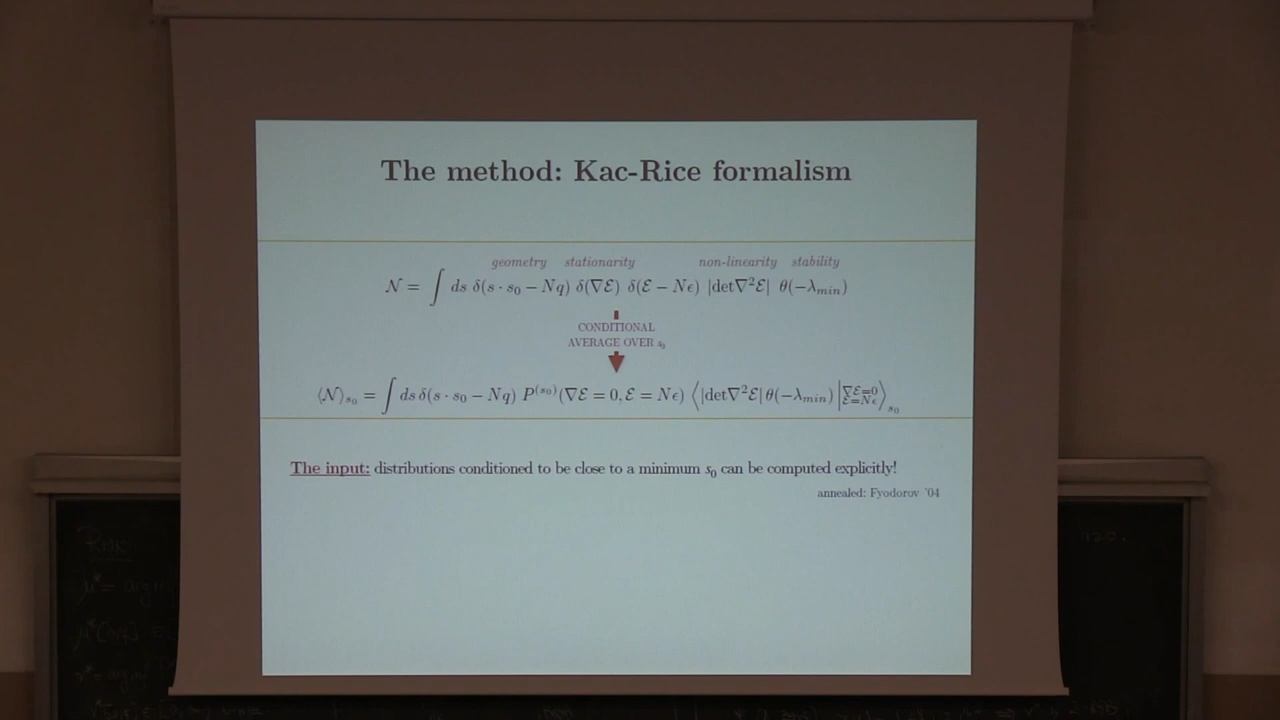 The method: Kac-Rice formalism
geometry stationarity non-linearity stability
𝒩 = ∫ ds δ(s · s₀ − Nq) δ(∇ℰ) δ(ℰ − Nϵ) |det∇²ℰ| θ(−λ_min)
CONDITIONAL
AVERAGE OVER s₀
⟨𝒩⟩_s₀ = ∫ ds δ(s · s₀ − Nq) P^(s₀)(∇ℰ = 0, ℰ = Nϵ) ⟨|det∇²ℰ| θ(−λ_min) |∇ℰ=0 ℰ=Nϵ⟩_s₀
The input: distributions conditioned to be close to a minimum s₀ can be computed explicitly!
annealed: Fyodorov '04